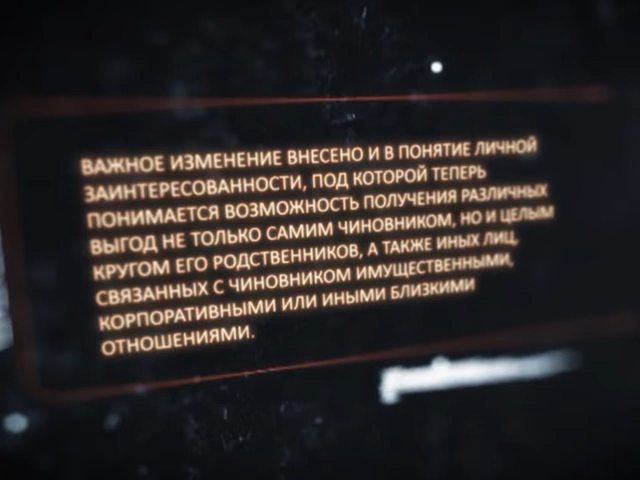 ВАЖНОЕ ИЗМЕНЕНИЕ ВНЕСЕНО И В ПОНЯТИЕ ЛИЧНОЙ
ЗАИНТЕРЕСОВАННОСТИ, ПОД КОТОРОЙ ТЕПЕРЬ
ПОНИМАЕТСЯ ВОЗМОЖНОСТЬ ПОЛУЧЕНИЯ РАЗЛИЧНЫХ
ВЫГОД НЕ ТОЛЬКО САМИМ ЧИНОВНИКОМ, НО И ЦЕЛЫМ
КРУГОМ ЕГО РОДСТВЕННИКОВ, А ТАКЖЕ ИНЫХ ЛИЦ,
СВЯЗАННЫХ С ЧИНОВНИКОМ ИМУЩЕСТВЕННЫМИ,
КОРПОРАТИВНЫМИ ИЛИ ИНЫМИ БЛИЗКИМИ
ОТНОШЕНИЯМИ.